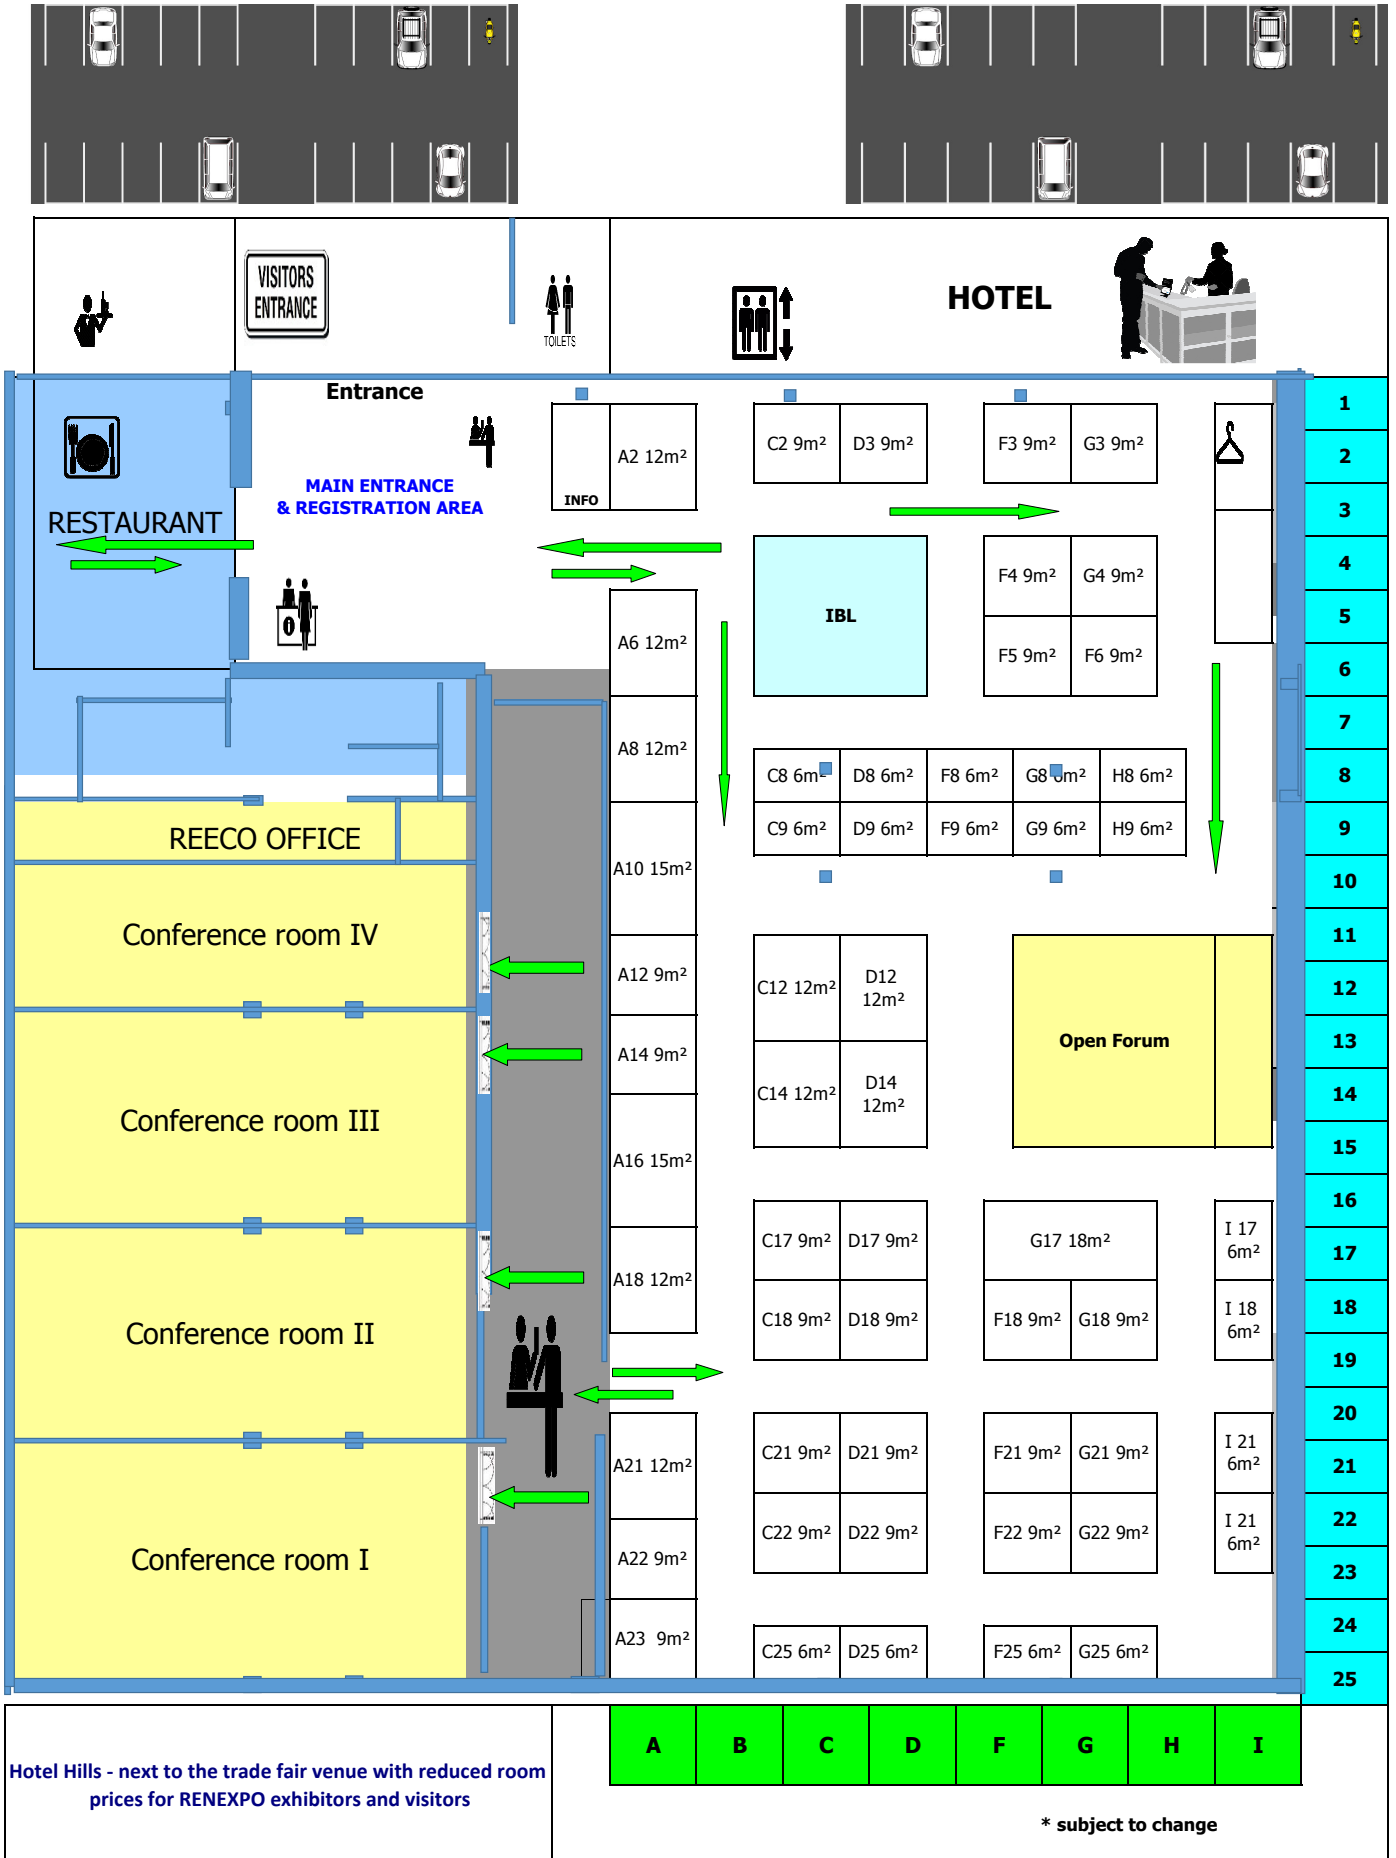 VISITORS
ENTRANCE
TOILETS
HOTEL
Entrance
MAIN ENTRANCE
& REGISTRATION AREA
INFO
RESTAURANT
A2 12m²
C2 9m²
D3 9m²
F3 9m²
G3 9m²
IBL
F4 9m²
G4 9m²
F5 9m²
F6 9m²
A6 12m²
A8 12m²
C8 6m²
D8 6m²
F8 6m²
G8 6m²
H8 6m²
C9 6m²
D9 6m²
F9 6m²
G9 6m²
H9 6m²
REECO OFFICE
A10 15m²
Conference room IV
A12 9m²
C12 12m²
D12
12m²
Open Forum
A14 9m²
C14 12m²
D14
12m²
Conference room III
A16 15m²
C17 9m²
D17 9m²
G17 18m²
I 17
6m²
A18 12m²
C18 9m²
D18 9m²
F18 9m²
G18 9m²
I 18
6m²
Conference room II
A21 12m²
C21 9m²
D21 9m²
F21 9m²
G21 9m²
I 21
6m²
C22 9m²
D22 9m²
F22 9m²
G22 9m²
I 21
6m²
A22 9m²
Conference room I
A23 9m²
C25 6m²
D25 6m²
F25 6m²
G25 6m²
1
2
3
4
5
6
7
8
9
10
11
12
13
14
15
16
17
18
19
20
21
22
23
24
25
A
B
C
D
F
G
H
I
Hotel Hills - next to the trade fair venue with reduced room
prices for RENEXPO exhibitors and visitors
* subject to change